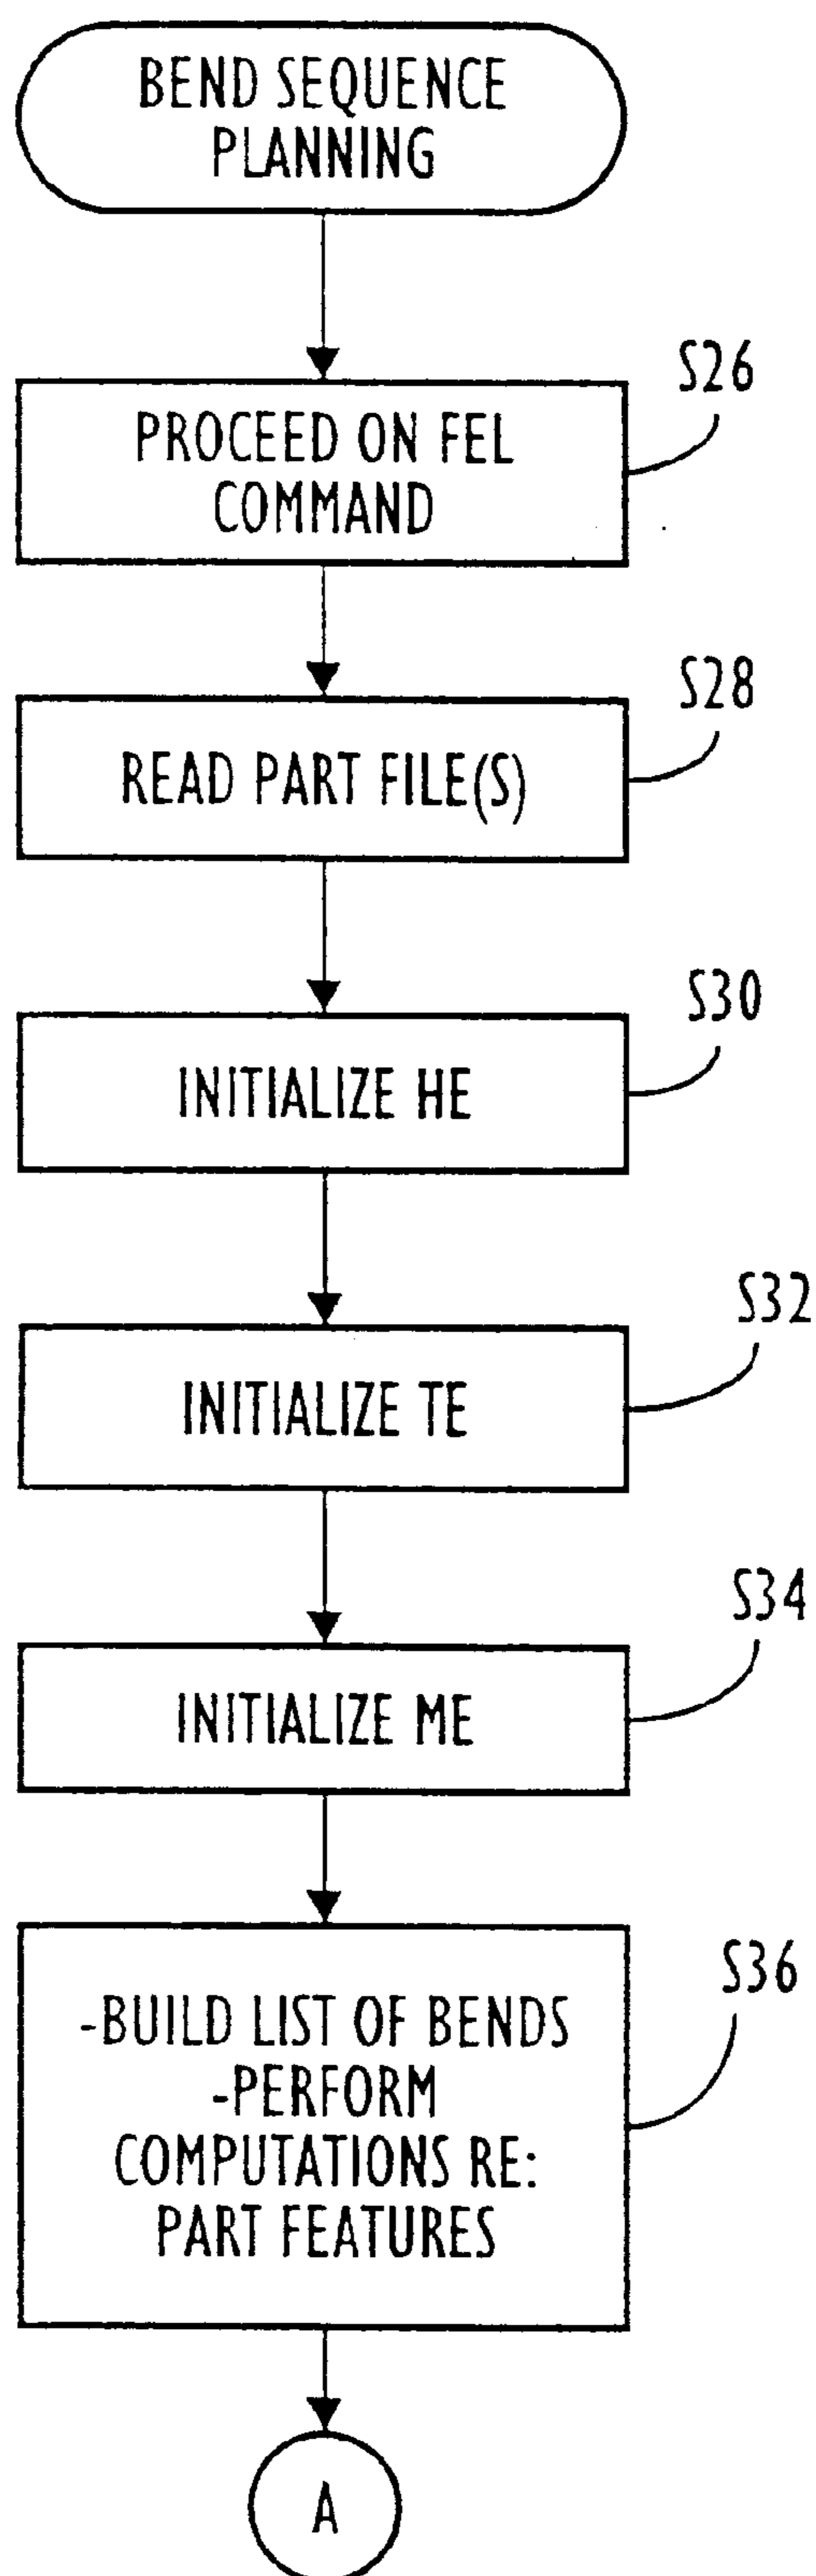 BEND SEQUENCE
PLANNING
S26
PROCEED ON FEL
COMMAND
S28
READ PART FILE(S)
S30
INITIALIZE HE
S32
INITIALIZE TE
S34
INITIALIZE ME
S36
-BUILD LIST OF BENDS
-PERFORM
COMPUTATIONS RE:
PART FEATURES
A